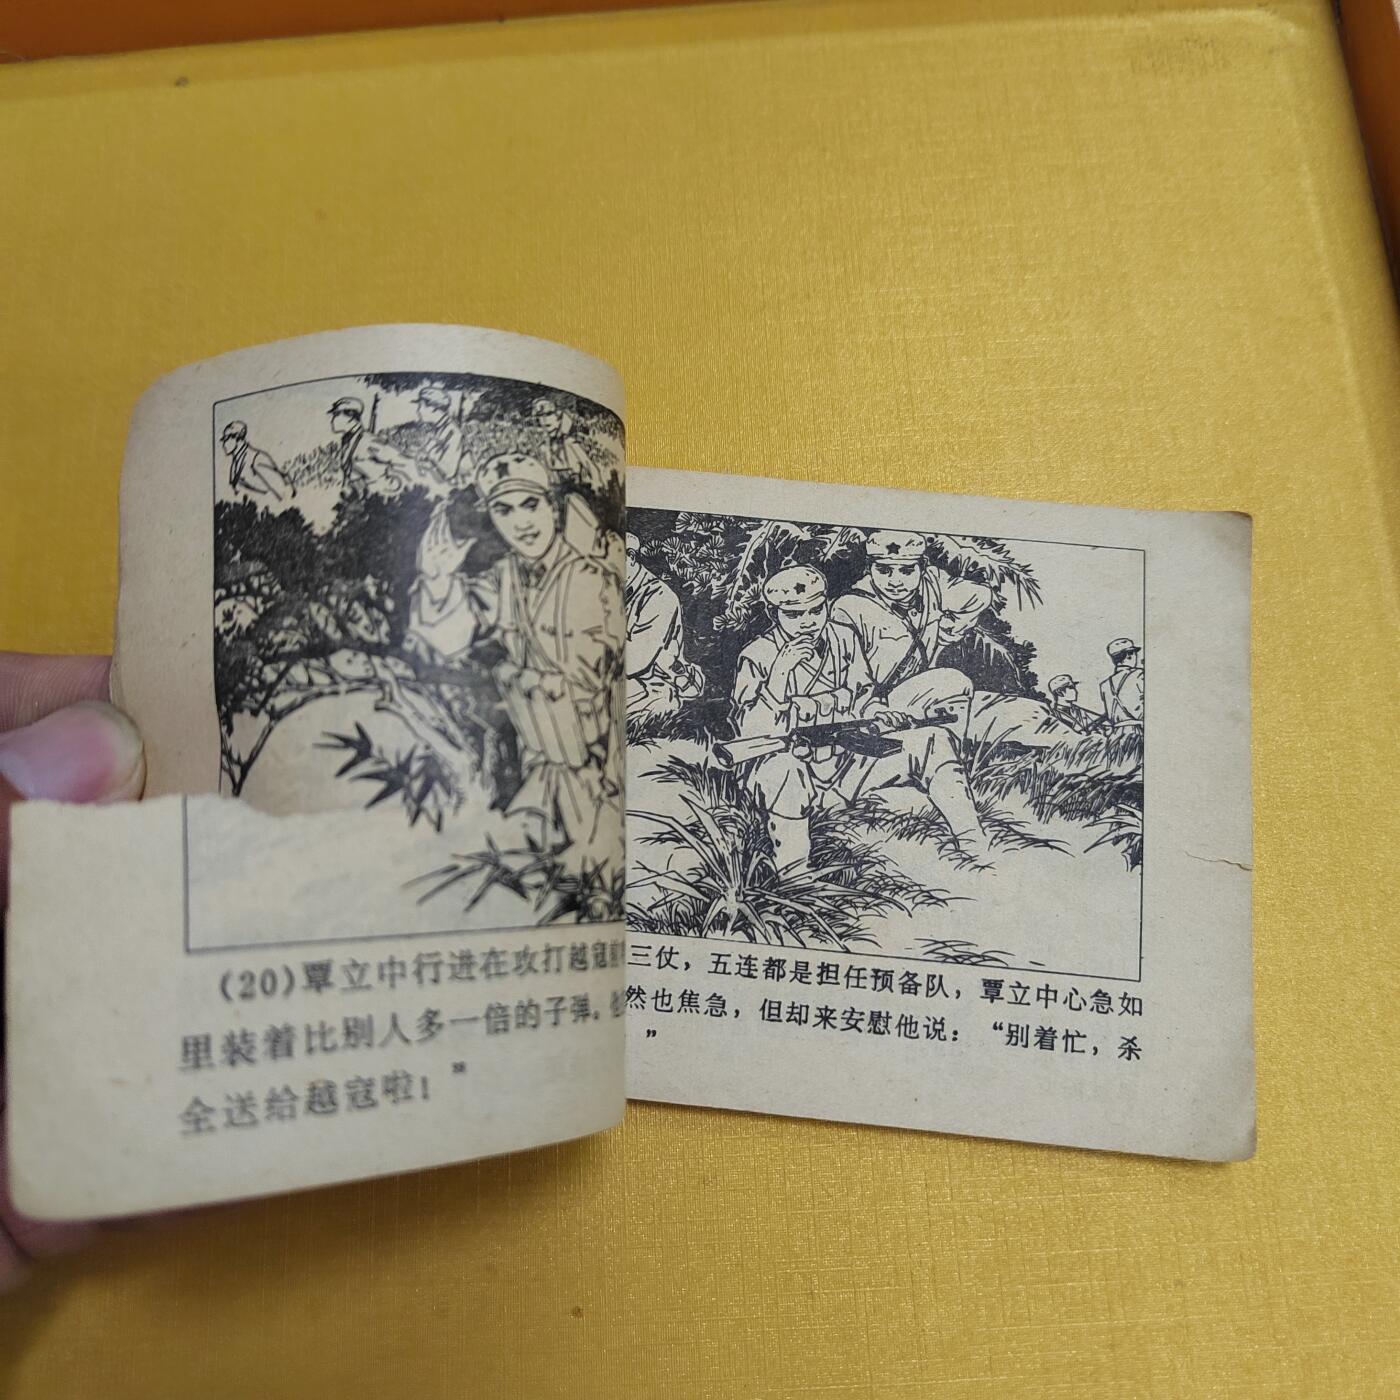 (20)覃立中行进在攻打越寇前
里装着比别人多一倍的子弹。他
全送给越寇啦！”
三仗，五连都是担任预备队，覃立中心急如
然也焦急，但却来安慰他说：“别着忙，杀
”